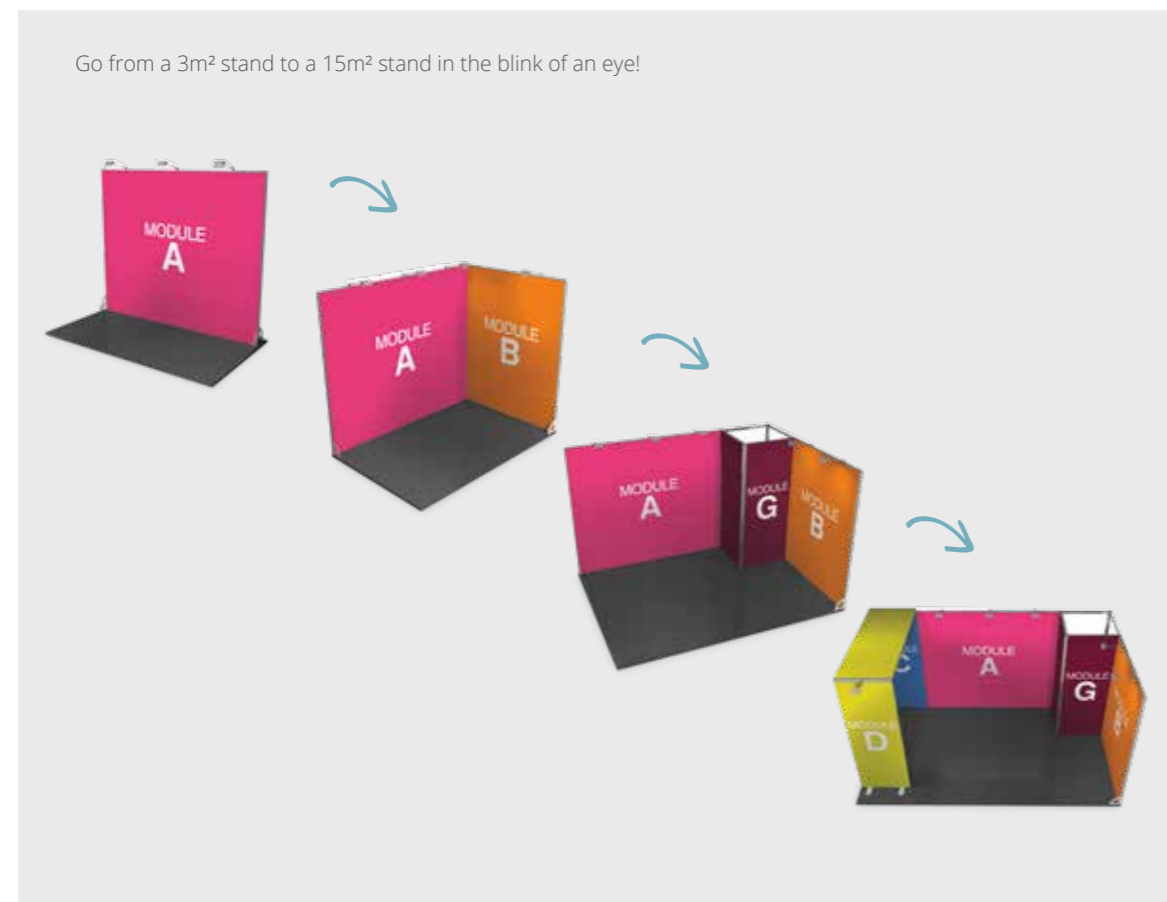 Go from a 3m² stand to a 15m² stand in the blink of an eye!
MODULE
A
MODULE
A
MODULE
B
MODULE
A
MODULE
G
MODULE
B
C
MODULE
A
MODULE
G
MODULE
D